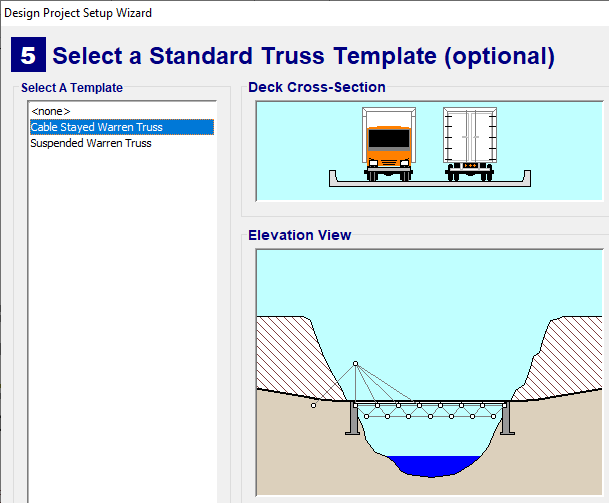 Design Project Setup Wizard
5 Select a Standard Truss Template (optional)
Select A Template
<none>
Cable Stayed Warren Truss
Suspended Warren Truss
Deck Cross-Section
Elevation View